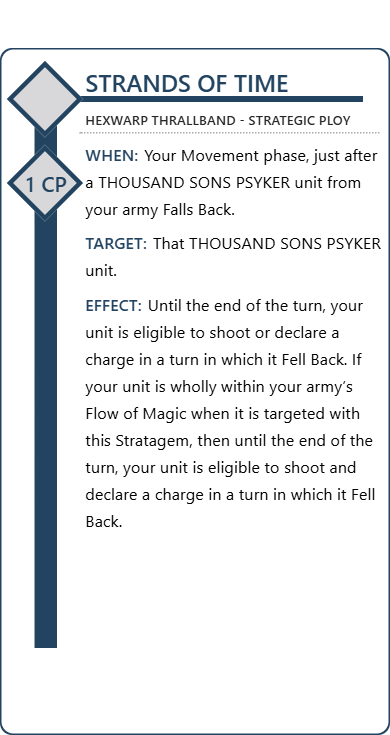 STRANDS OF TIME
HEXWARP THRALLBAND - STRATEGIC PLOY
WHEN: Your Movement phase, just after
1 CP
a THOUSAND SONS PSYKER unit from
your army Falls Back.
TARGET: That THOUSAND SONS PSYKER
unit.
EFFECT: Until the end of the turn, your
unit is eligible to shoot or declare a
charge in a turn in which it Fell Back. If
your unit is wholly within your army’s
Flow of Magic when it is targeted with
this Stratagem, then until the end of the
turn, your unit is eligible to shoot and
declare a charge in a turn in which it Fell
Back.